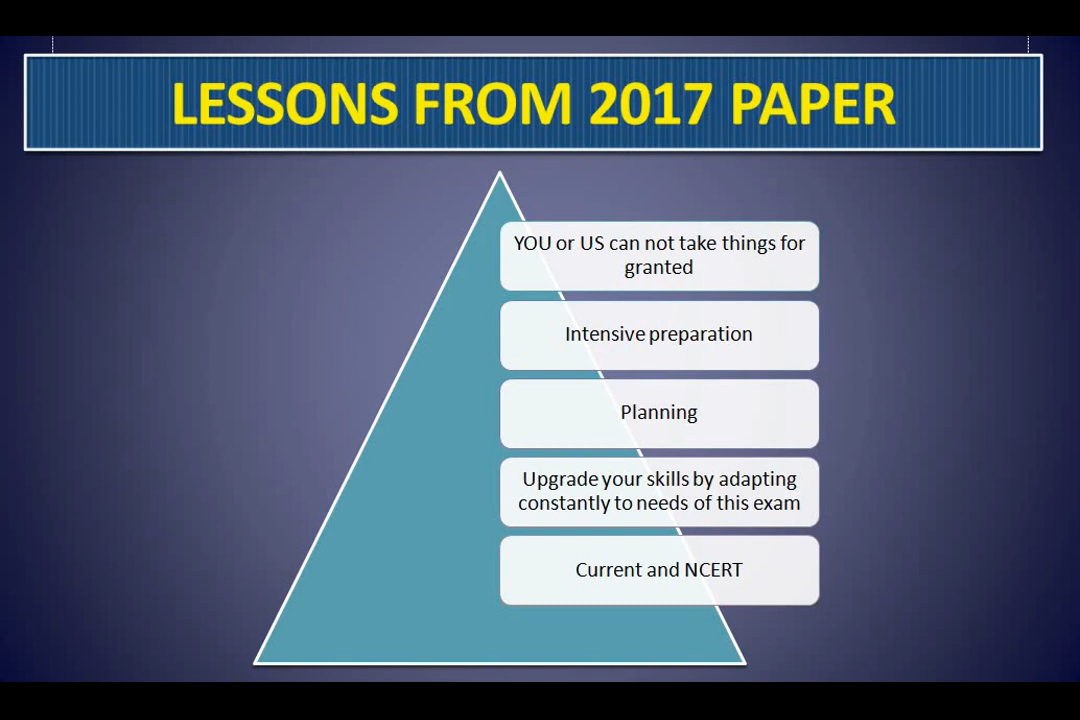 LESSONS FROM 2017 PAPER
YOU or US can not take things for
granted
Intensive preparation
Planning
Upgrade your skills by adapting
constantly to needs of this exam
Current and NCERT